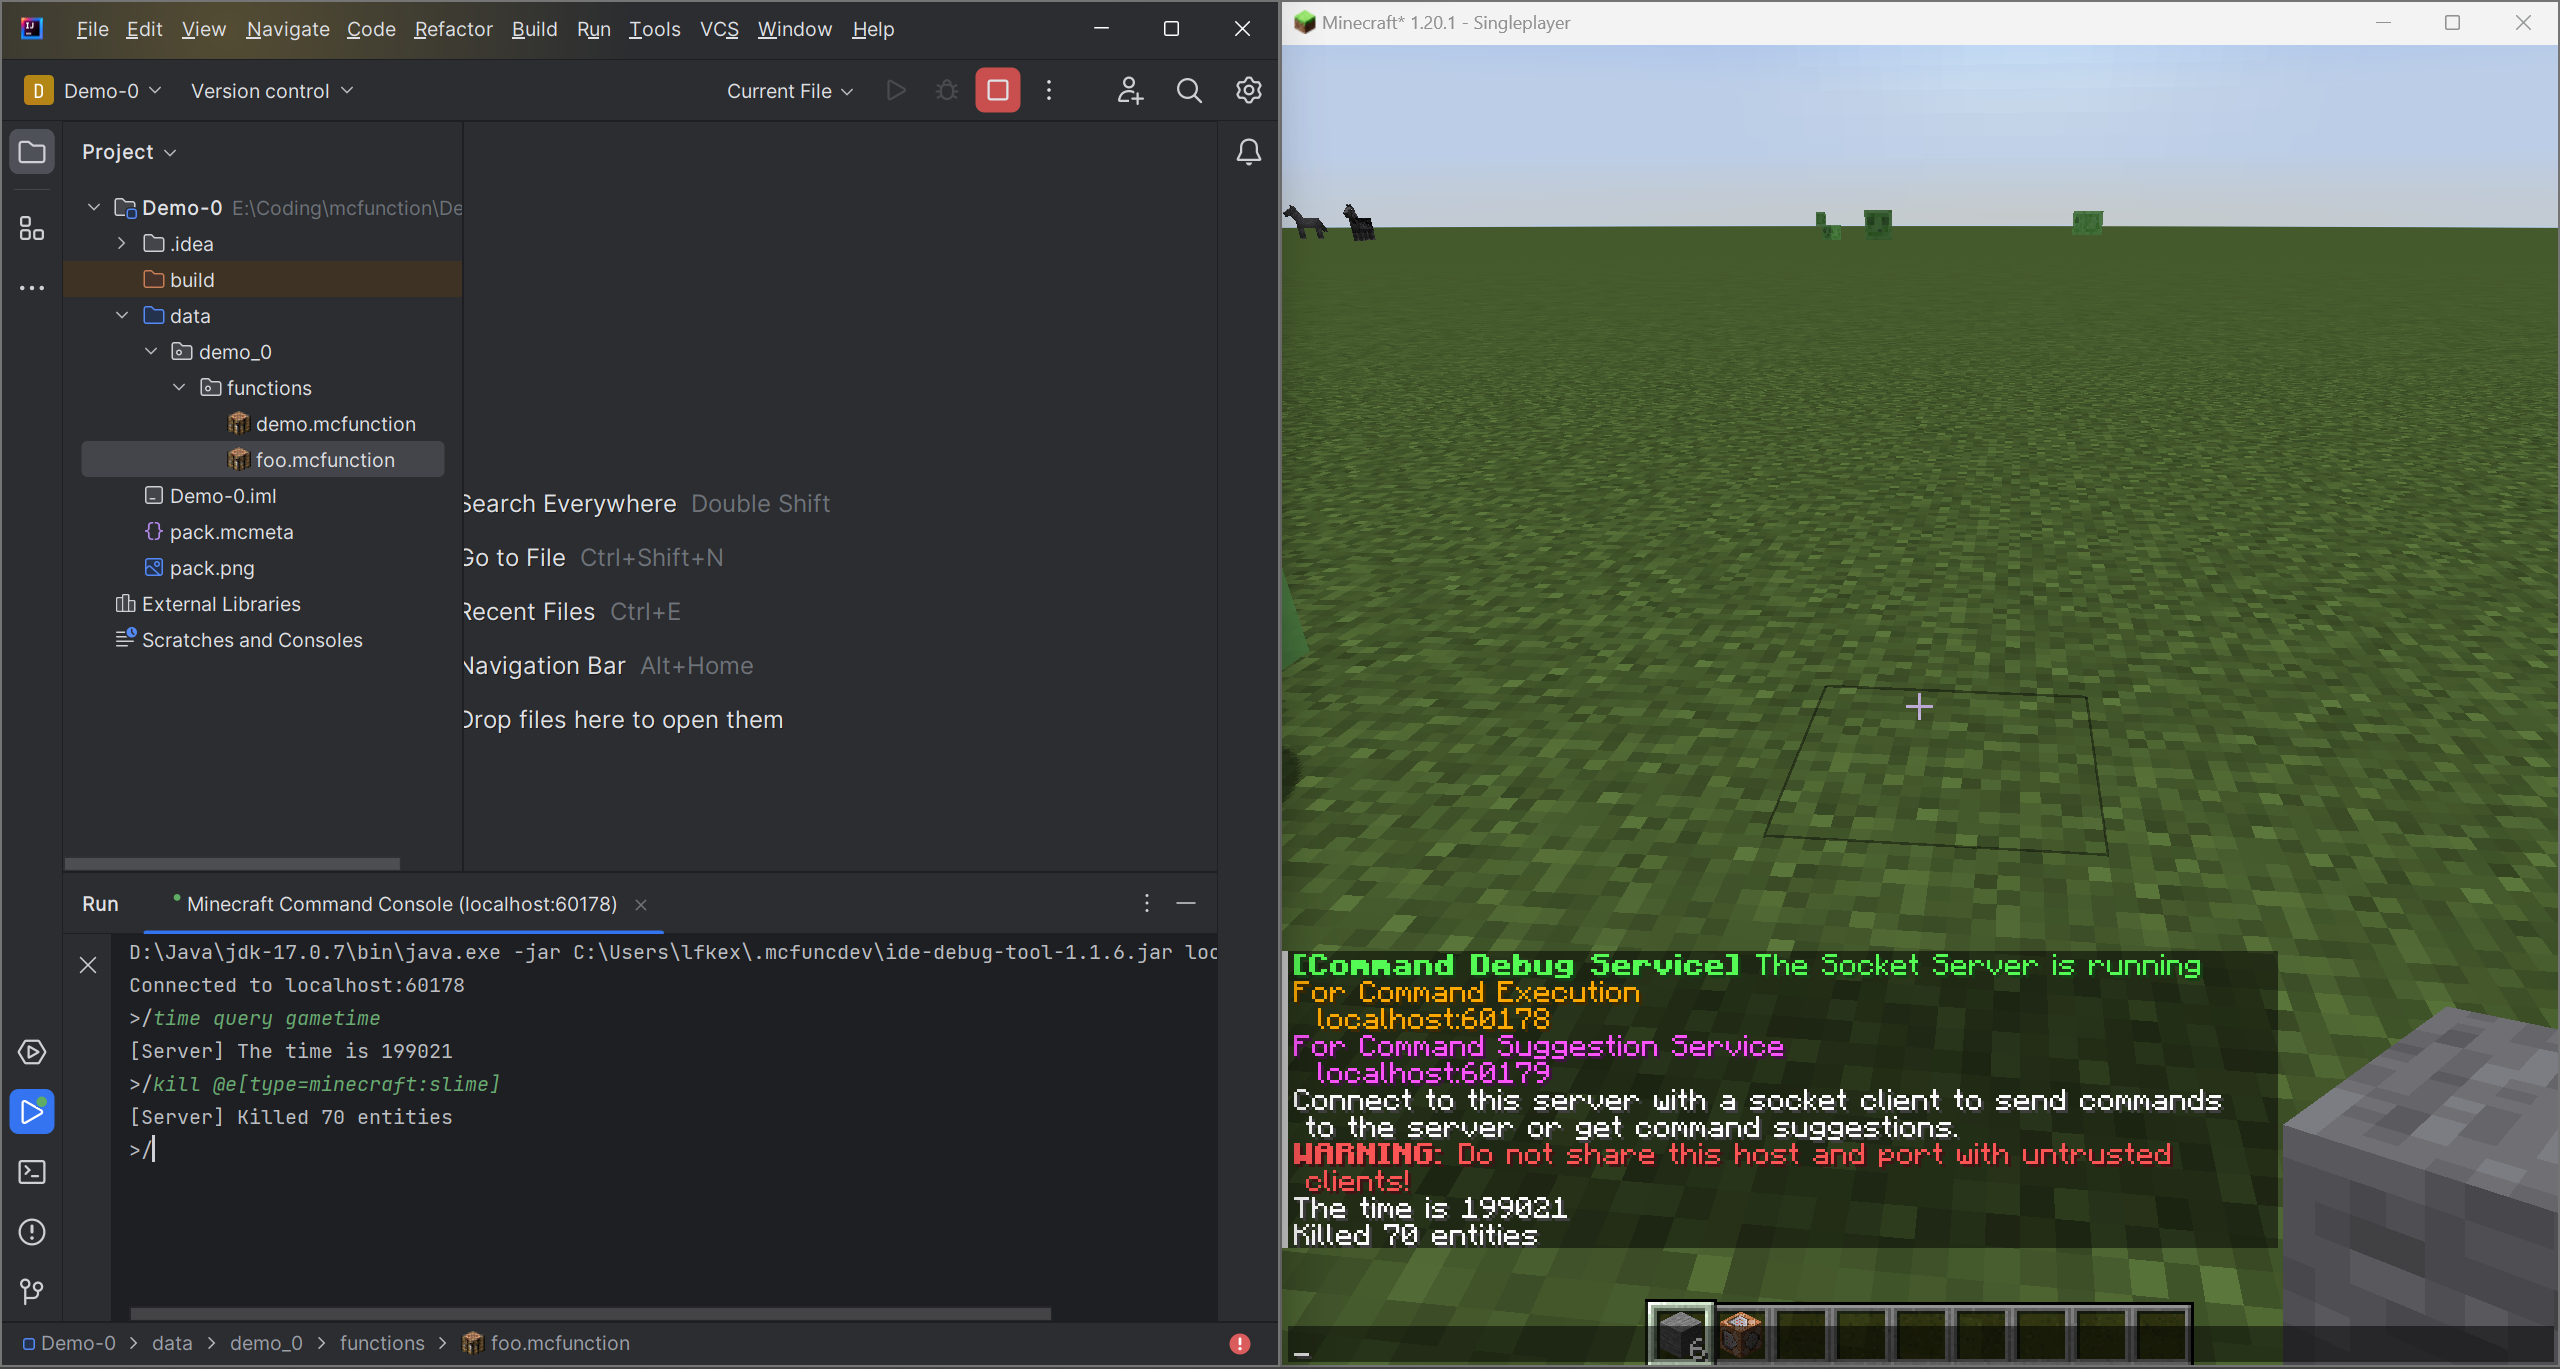 File Edit View Navigate Code Refactor Build Run Tools VCS Window Help
D Demo-0 Version control Current File
Project
Demo-0 E:\Coding\mcfunction\De
.idea
build
data
demo_0
functions
demo.mcfunction
foo.mcfunction
Demo-0.iml
pack.mcmeta
pack.png
External Libraries
Scratches and Consoles
Search Everywhere Double Shift
Go to File Ctrl+Shift+N
Recent Files Ctrl+E
Navigation Bar Alt+Home
Drop files here to open them
Run Minecraft Command Console (localhost:60178)
D:\Java\jdk-17.0.7\bin\java.exe -jar C:\Users\lfkex\.mcfuncdev\ide-debug-tool-1.1.6.jar loc
Connected to localhost:60178
>/time query gametime
[Server] The time is 199021
>/kill @e[type=minecraft:slime]
[Server] Killed 70 entities
>/
Demo-0 > data > demo_0 > functions > foo.mcfunction
Minecraft* 1.20.1 - Singleplayer
[Command Debug Service] The Socket Server is running
For Command Execution
localhost:60178
For Command Suggestion Service
localhost:60179
Connect to this server with a socket client to send commands
to the server or get command suggestions.
WARNING: Do not share this host and port with untrusted
clients!
The time is 199021
Killed 70 entities
6
_